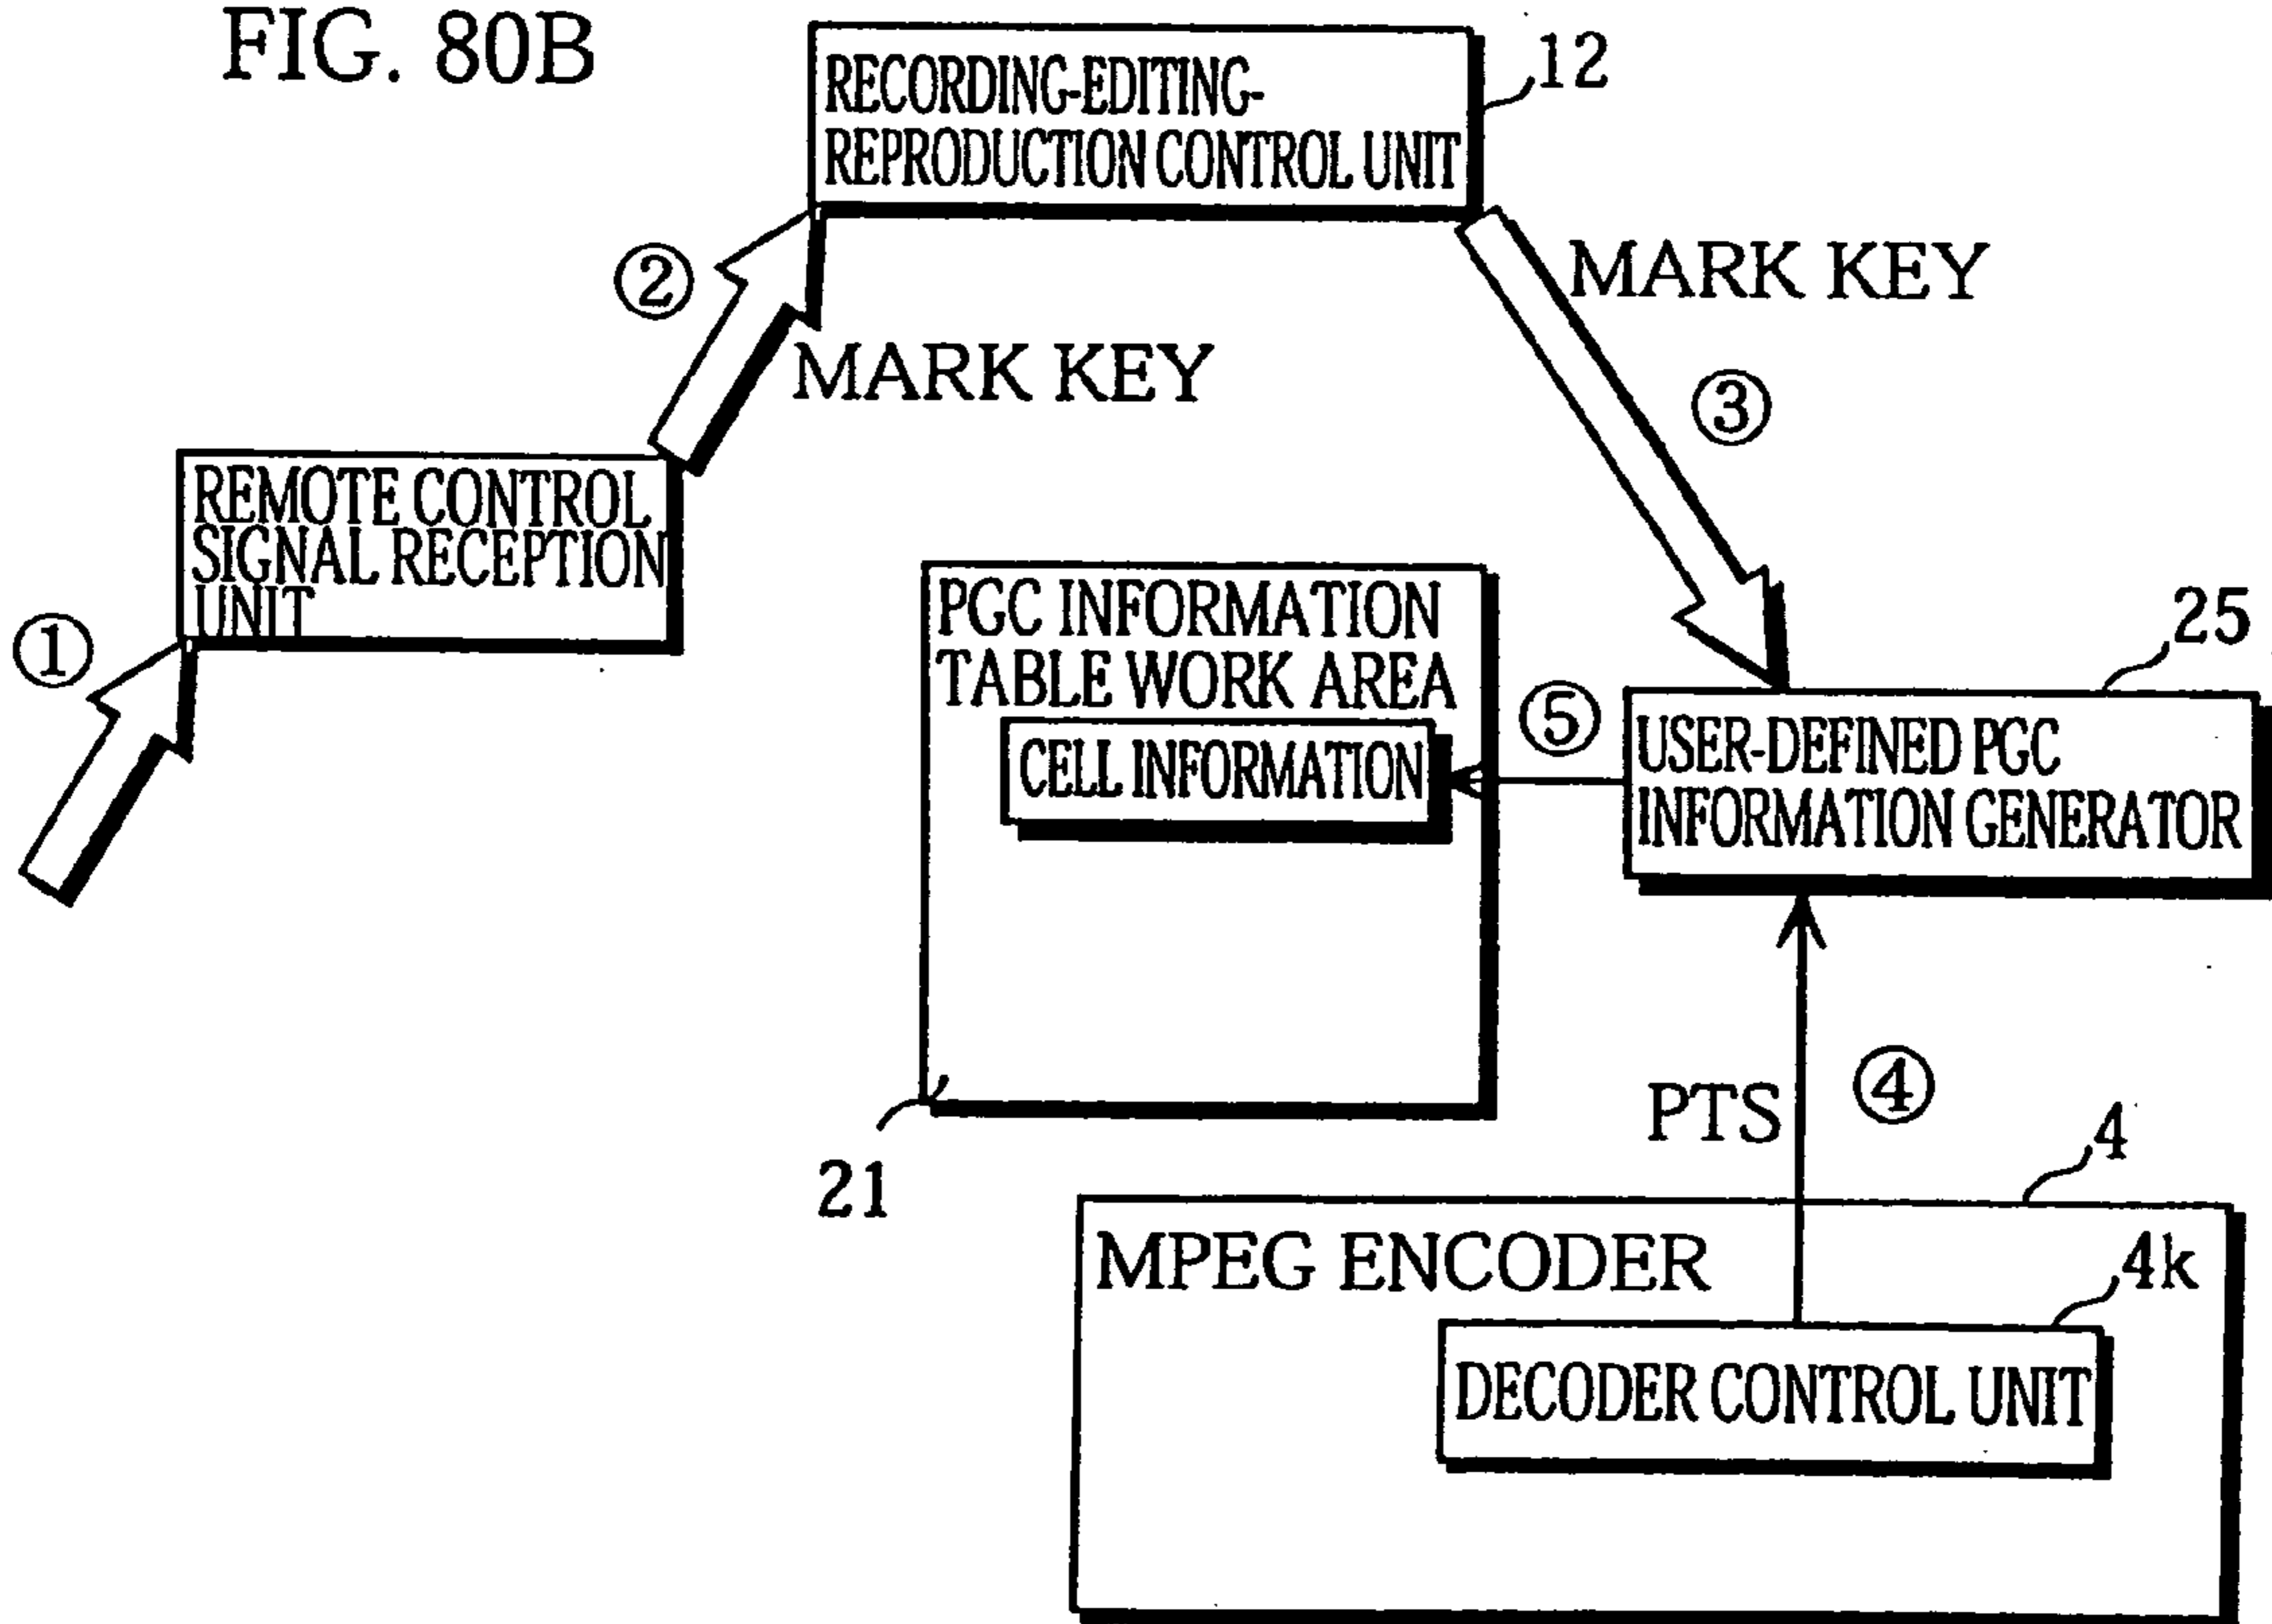 FIG. 80B
RECORDING-EDITING-
REPRODUCTION CONTROL UNIT
12
②
MARK KEY
MARK KEY
③
REMOTE CONTROL
SIGNAL RECEPTION
UNIT
①
PGC INFORMATION
TABLE WORK AREA
CELL INFORMATION
⑤
25
USER-DEFINED PGC
INFORMATION GENERATOR
21
PTS
④
4
MPEG ENCODER
4k
DECODER CONTROL UNIT